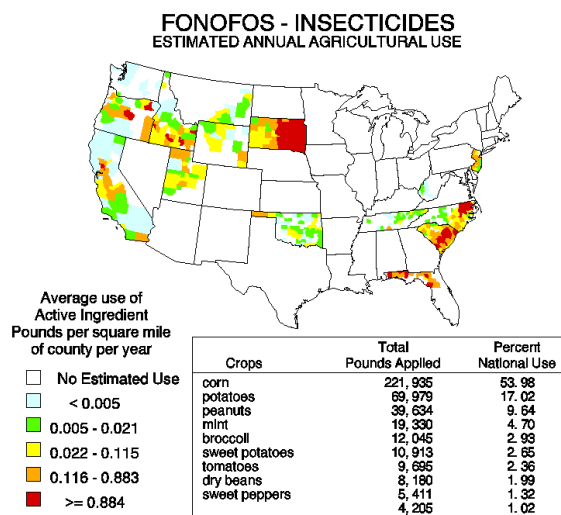 FONOFOS - INSECTICIDES
ESTIMATED ANNUAL AGRICULTURAL USE
Average use of
Active Ingredient
Pounds per square mile
of county per year
No Estimated Use
< 0.005
0.005 - 0.021
0.022 - 0.115
0.116 - 0.883
>= 0.884
Total Percent
Crops Pounds Applied National Use
corn 221, 935 53. 98
potatoes 69, 979 17. 02
peanuts 39, 634 9. 64
mint 19, 330 4. 70
broccoli 12, 045 2. 93
sweet potatoes 10, 913 2. 65
tomatoes 9, 695 2. 36
dry beans 8, 180 1. 99
sweet peppers 5, 411 1. 32
4, 205 1. 02